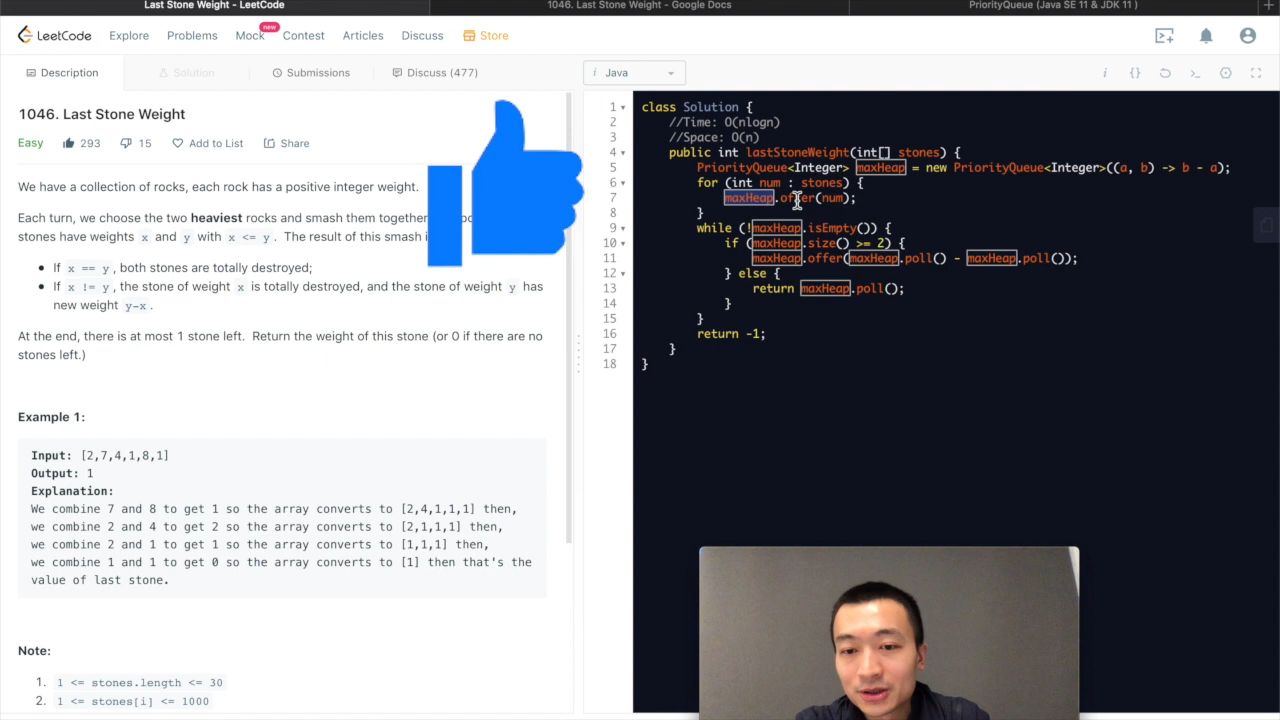 Last Stone Weight - LeetCode
1046. Last Stone Weight - Google Docs
PriorityQueue (Java SE 11 & JDK 11 )
LeetCode
Explore
Problems
Mock
new
Contest
Articles
Discuss
Store
Description
Solution
Submissions
Discuss (477)
i Java
1046. Last Stone Weight
Easy
293
15
Add to List
Share
We have a collection of rocks, each rock has a positive integer weight.
Each turn, we choose the two heaviest rocks and smash them together
stones have weights x and y with x <= y. The result of this smash i
If x == y, both stones are totally destroyed;
If x != y, the stone of weight x is totally destroyed, and the stone of weight y has
new weight y-x.
At the end, there is at most 1 stone left. Return the weight of this stone (or 0 if there are no
stones left.)
Example 1:
Input: [2,7,4,1,8,1]
Output: 1
Explanation:
We combine 7 and 8 to get 1 so the array converts to [2,4,1,1,1] then,
we combine 2 and 4 to get 2 so the array converts to [2,1,1,1] then,
we combine 2 and 1 to get 1 so the array converts to [1,1,1] then,
we combine 1 and 1 to get 0 so the array converts to [1] then that's the
value of last stone.
Note:
1. 1 <= stones.length <= 30
2. 1 <= stones[i] <= 1000
1 class Solution {
2 //Time: O(nlogn)
3 //Space: O(n)
4 public int lastStoneWeight(int[] stones) {
5 PriorityQueue<Integer> maxHeap = new PriorityQueue<Integer>((a, b) -> b - a);
6 for (int num : stones) {
7 maxHeap.offer(num);
8 }
9 while (!maxHeap.isEmpty()) {
10 if (maxHeap.size() >= 2) {
11 maxHeap.offer(maxHeap.poll() - maxHeap.poll());
12 } else {
13 return maxHeap.poll();
14 }
15 }
16 return -1;
17 }
18 }